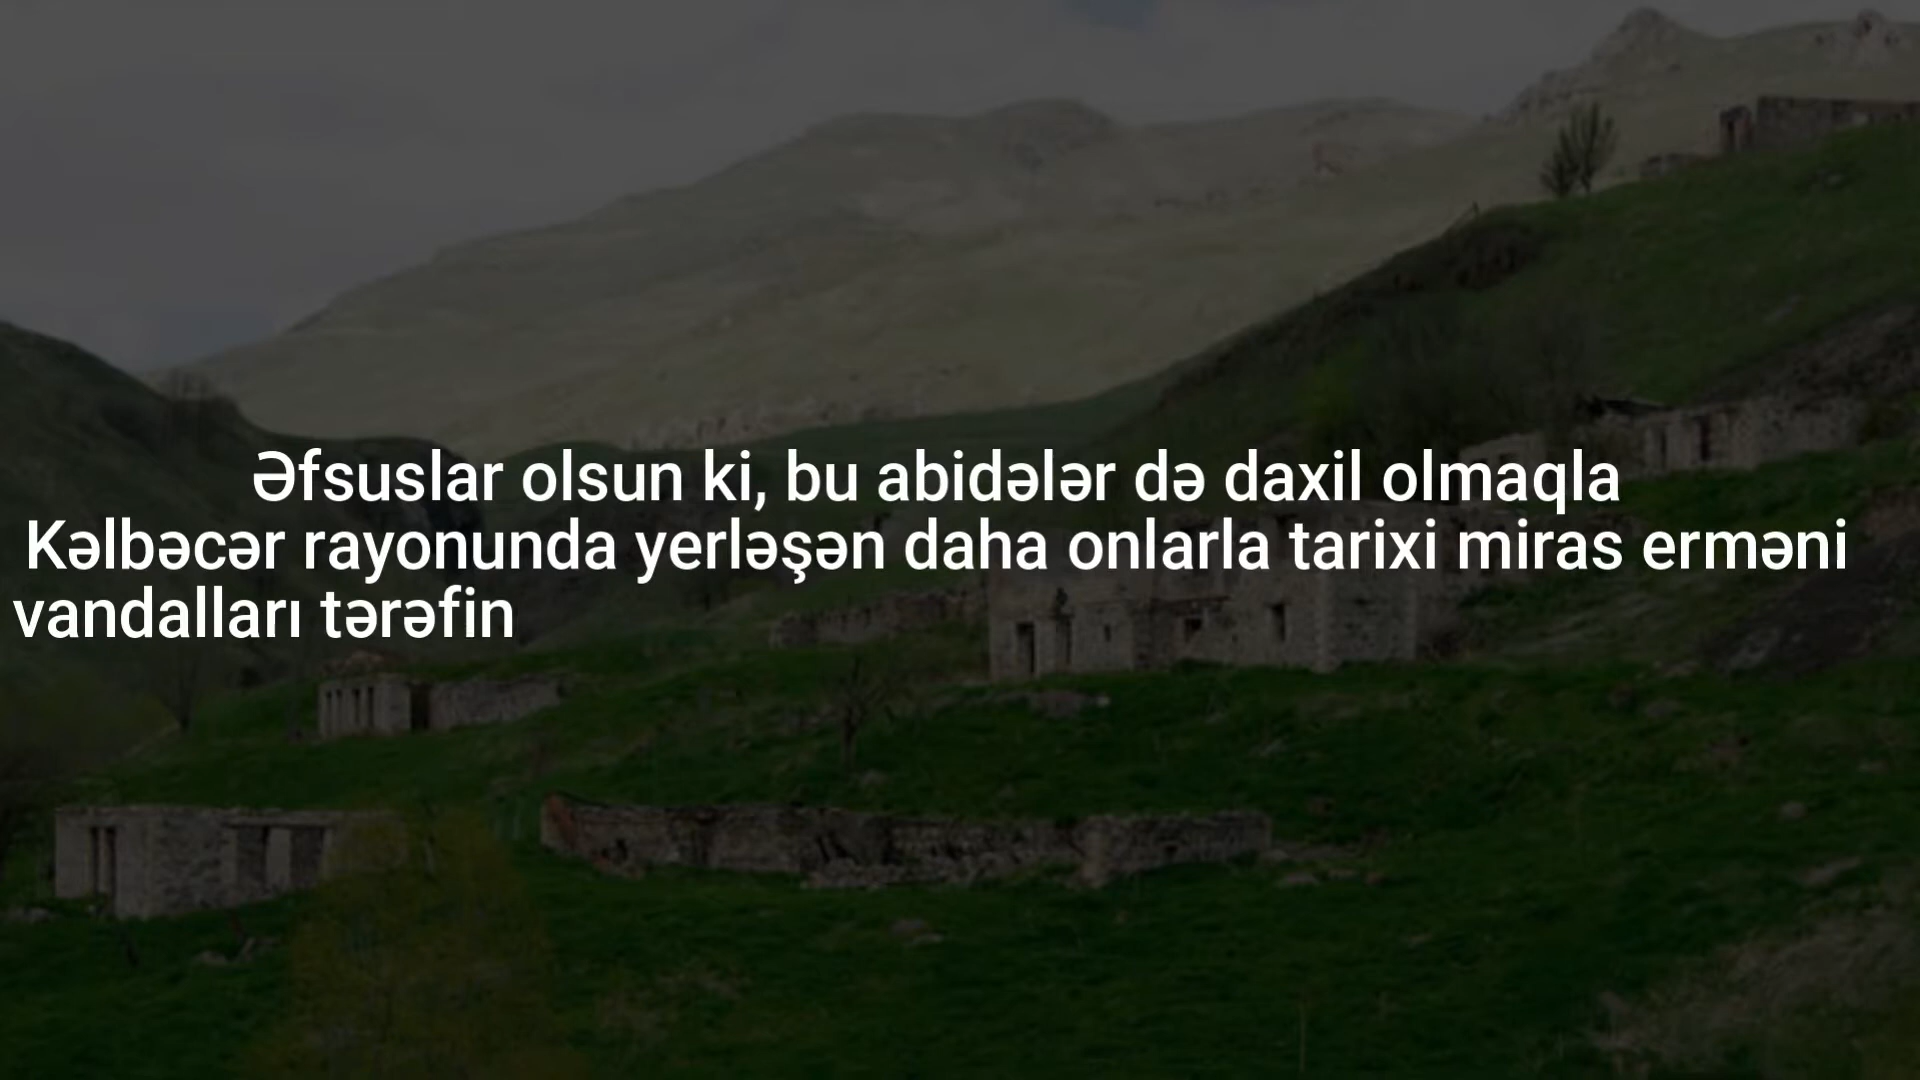 Əfsuslar olsun ki, bu abidələr də daxil olmaqla
Kəlbəcər rayonunda yerləşən daha onlarla tarixi miras erməni
vandalları tərəfin